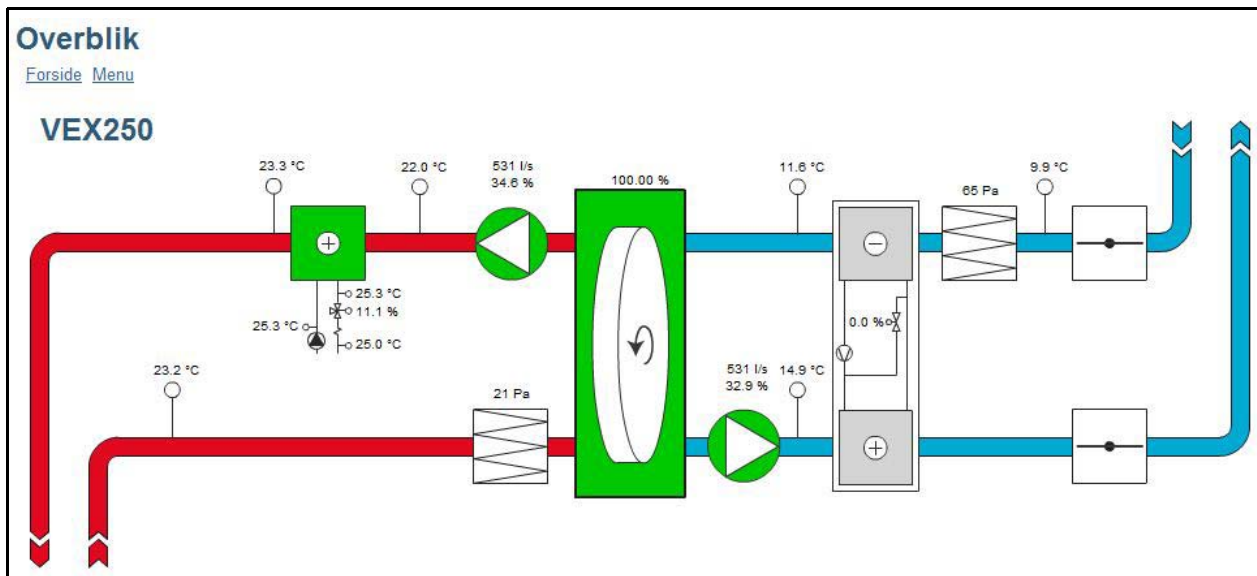 Overblik
Forside Menu
VEX250
23.3 °C
22.0 °C
531 l/s
34.6 %
100.00 %
11.6 °C
65 Pa
9.9 °C
25.3 °C
11.1 %
25.3 °C
25.0 °C
0.0 %
23.2 °C
21 Pa
531 l/s
32.9 %
14.9 °C